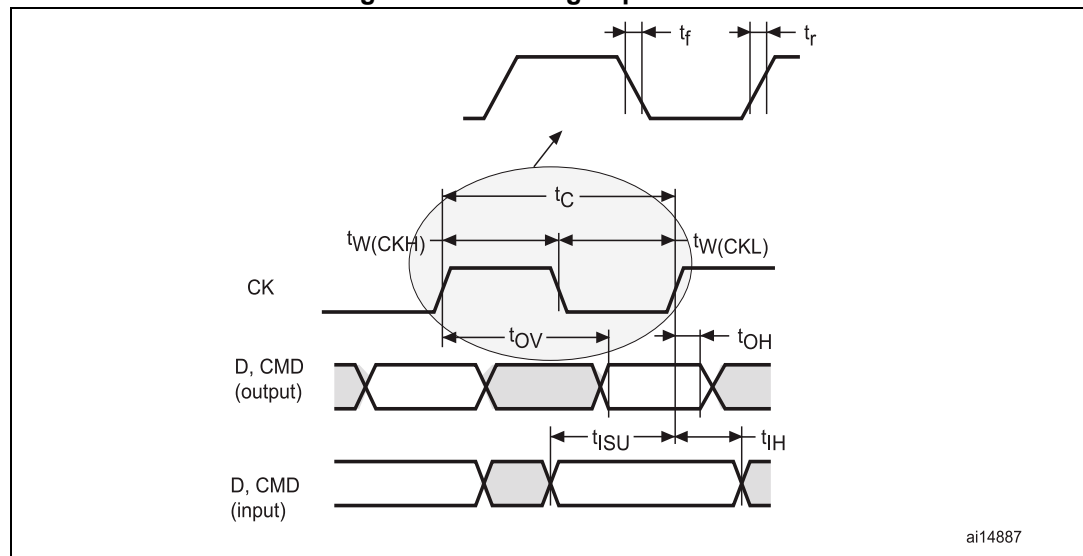 tf
tr
tC
tW(CKH)
tW(CKL)
CK
tOV
tOH
D, CMD
(output)
tISU
tIH
D, CMD
(input)
ai14887